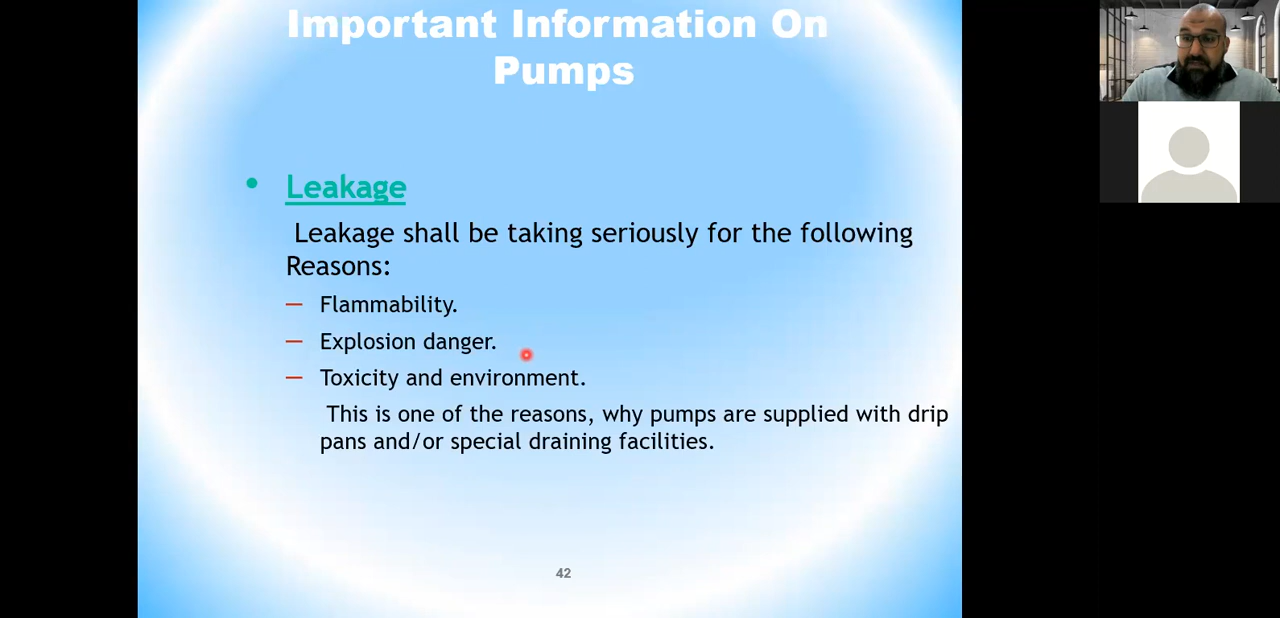 Important Information On
Pumps
• Leakage
Leakage shall be taking seriously for the following
Reasons:
— Flammability.
— Explosion danger.
— Toxicity and environment.
This is one of the reasons, why pumps are supplied with drip
pans and/or special draining facilities.
42